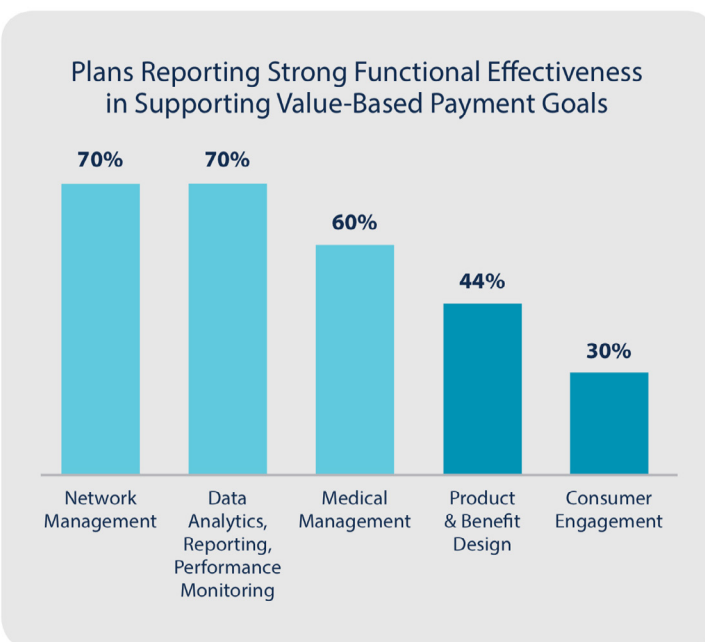 Plans Reporting Strong Functional Effectiveness
in Supporting Value-Based Payment Goals
70%
70%
60%
44%
30%
Network
Management
Data
Analytics,
Reporting,
Performance
Monitoring
Medical
Management
Product
& Benefit
Design
Consumer
Engagement